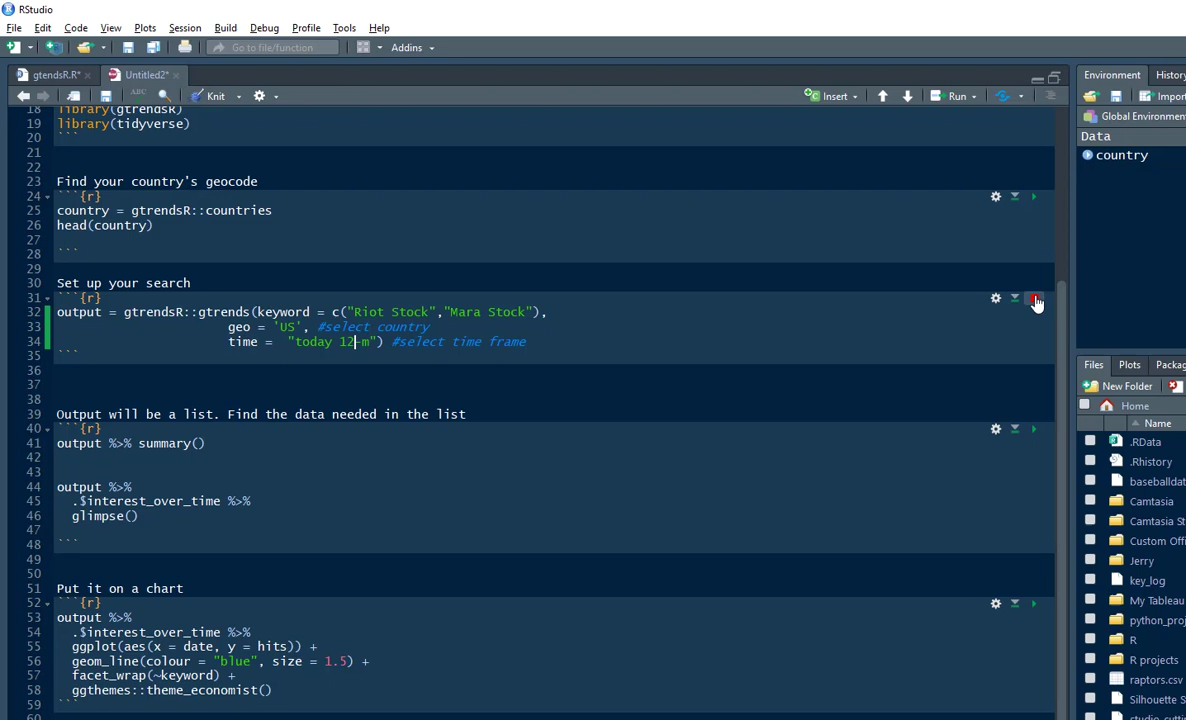 RStudio
File Edit Code View Plots Session Build Debug Profile Tools Help
Go to file/function Addins
gtendsR.R* Untitled2*
ABC Knit Insert Run
18 library(gtrendsR)
19 library(tidyverse)
20 ```
21
22
23 Find your country's geocode
24 ```{r}
25 country = gtrendsR::countries
26 head(country)
27
28 ```
29
30 Set up your search
31 ```{r}
32 output = gtrendsR::gtrends(keyword = c("Riot Stock","Mara Stock"),
33 geo = 'US', #select country
34 time = "today 12-m") #select time frame
35 ```
36
37
38
39 Output will be a list. Find the data needed in the list
40 ```{r}
41 output %>% summary()
42
43
44 output %>%
45 .$interest_over_time %>%
46 glimpse()
47
48 ```
49
50
51 Put it on a chart
52 ```{r}
53 output %>%
54 .$interest_over_time %>%
55 ggplot(aes(x = date, y = hits)) +
56 geom_line(colour = "blue", size = 1.5) +
57 facet_wrap(~keyword) +
58 ggthemes::theme_economist()
59 ```
60
Environment History
Import
Global Environment
Data
country
Files Plots Packag
New Folder
Home
Name
.RData
.Rhistory
baseballdat
Camtasia
Camtasia St
Custom Offi
Jerry
key_log
My Tableau
python_proj
R
R projects
raptors.csv
Silhouette S